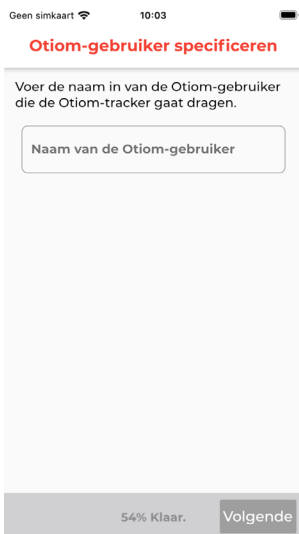 Geen simkaart 10:03
Otiom-gebruiker specificeren
Voer de naam in van de Otiom-gebruiker
die de Otiom-tracker gaat dragen.
Naam van de Otiom-gebruiker
54% Klaar. Volgende